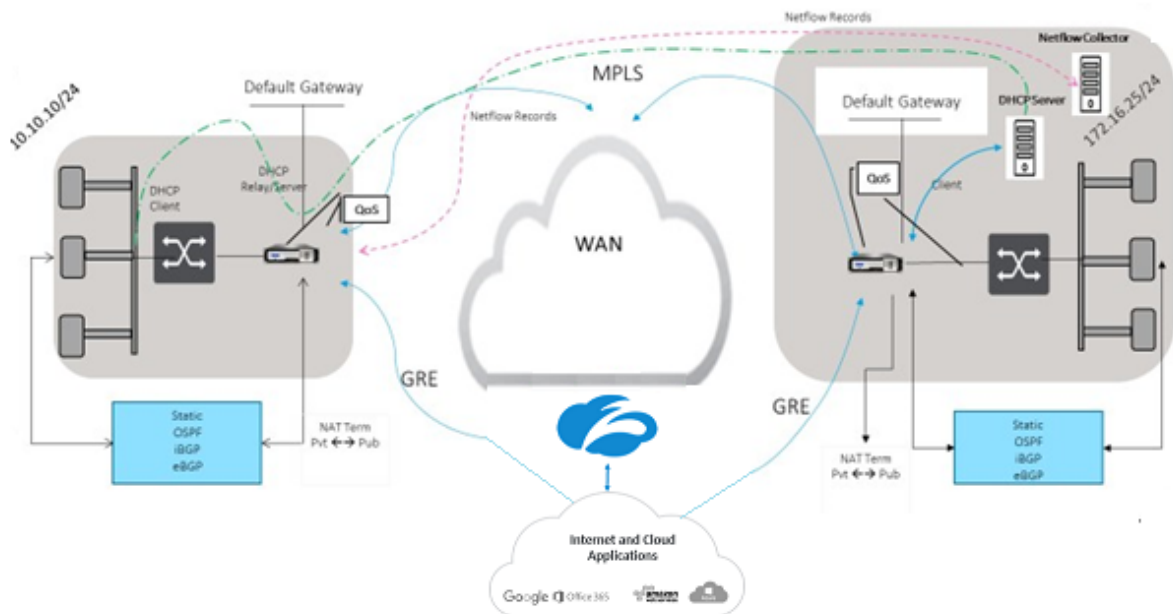 Netflow Records
Netflow Collector
MPLS
Default Gateway
Default Gateway
DHCP Server
10.10.10/24
172.16.25/24
Netflow Records
DHCP
Client
DHCP
Relay/Server
QoS
QoS
Client
WAN
GRE
GRE
Static
OSPF
iBGP
eBGP
NAT Term
Pvt ←→ Pub
NAT Term
Pvt ←→ Pub
Static
OSPF
iBGP
eBGP
Internet and Cloud
Applications
Google
Office 365
amazon